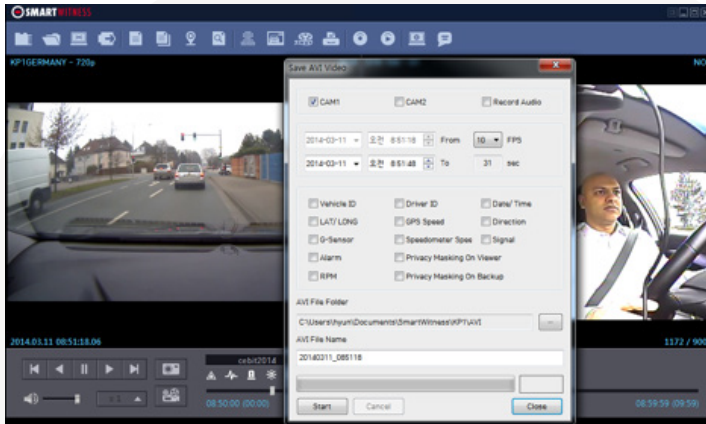 SMARTWITNESS
KP1GERMANY - 720p
NO
Save AVI Video
CAM1 CAM2 Record Audio
2014-03-11 오전 8:51:18 From 10 FPS
2014-03-11 오전 8:51:48 To 31 sec
Vehicle ID Driver ID Date/ Time
LAT/ LONG GPS Speed Direction
G-Sensor Speedometer Spee Signal
Alarm Privacy Masking On Viewer
RPM Privacy Masking On Backup
AVI File Folder
C:\Users\hyun\Documents\SmartWitness\KP1\AVI ...
AVI File Name
20140311_085118
2014.03.11 08:51:18.06
1172 / 900
cebit2014
x 1
08:50:00 (00:00)
08:59:59 (09:59)
Start Cancel Close